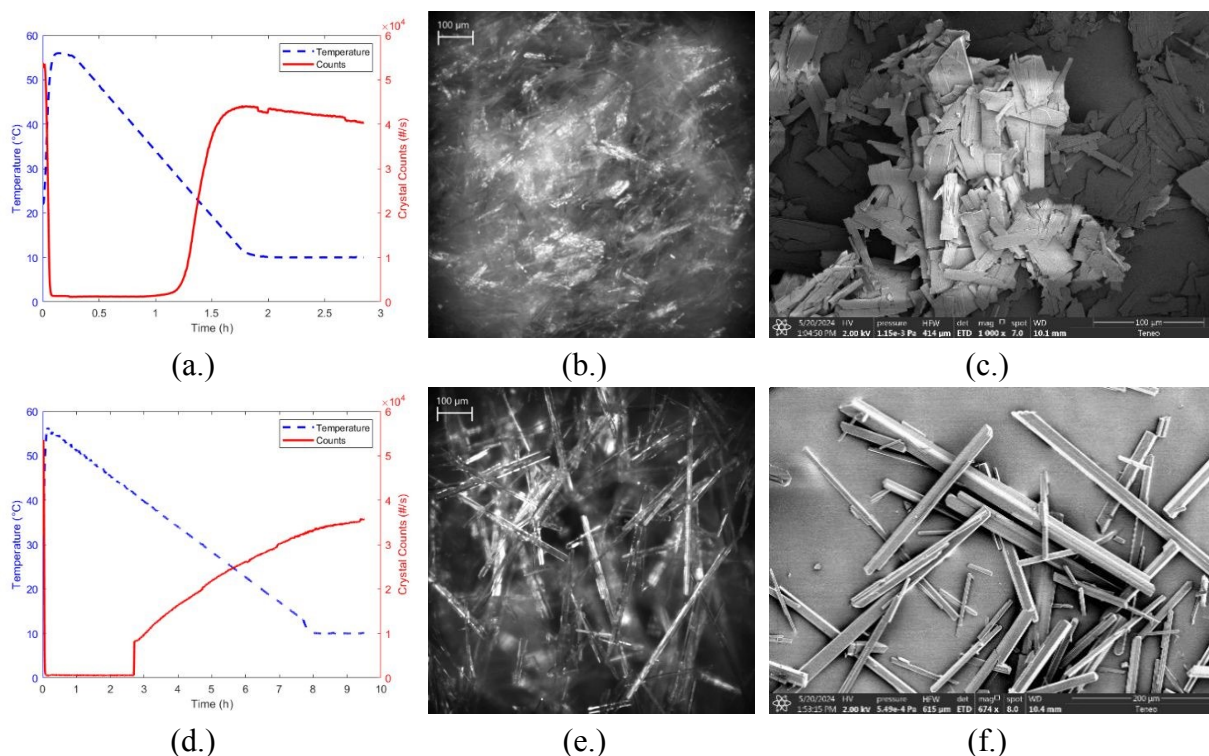 ×10⁴
60 6
50 5
40 4
30 3
20 2
10 1
0 0
0 0.5 1 1.5 2 2.5 3
Temperature (°C)
Crystal Counts (#/s)
Time (h)
Temperature
Counts
100 µm
5/20/2024 HV pressure HFW det mag spot WD 100 µm
1:04:50 PM 2.00 kV 1.15e-3 Pa 414 µm ETD 1 000 x 7.0 10.1 mm Teneo
(a.) (b.) (c.)
×10⁴
60 6
50 5
40 4
30 3
20 2
10 1
0 0
0 1 2 3 4 5 6 7 8 9 10
Temperature (°C)
Crystal Counts (#/s)
Time (h)
Temperature
Counts
100 µm
5/20/2024 HV pressure HFW det mag spot WD 200 µm
1:53:15 PM 2.00 kV 5.49e-4 Pa 615 µm ETD 674 x 8.0 10.4 mm Teneo
(d.) (e.) (f.)